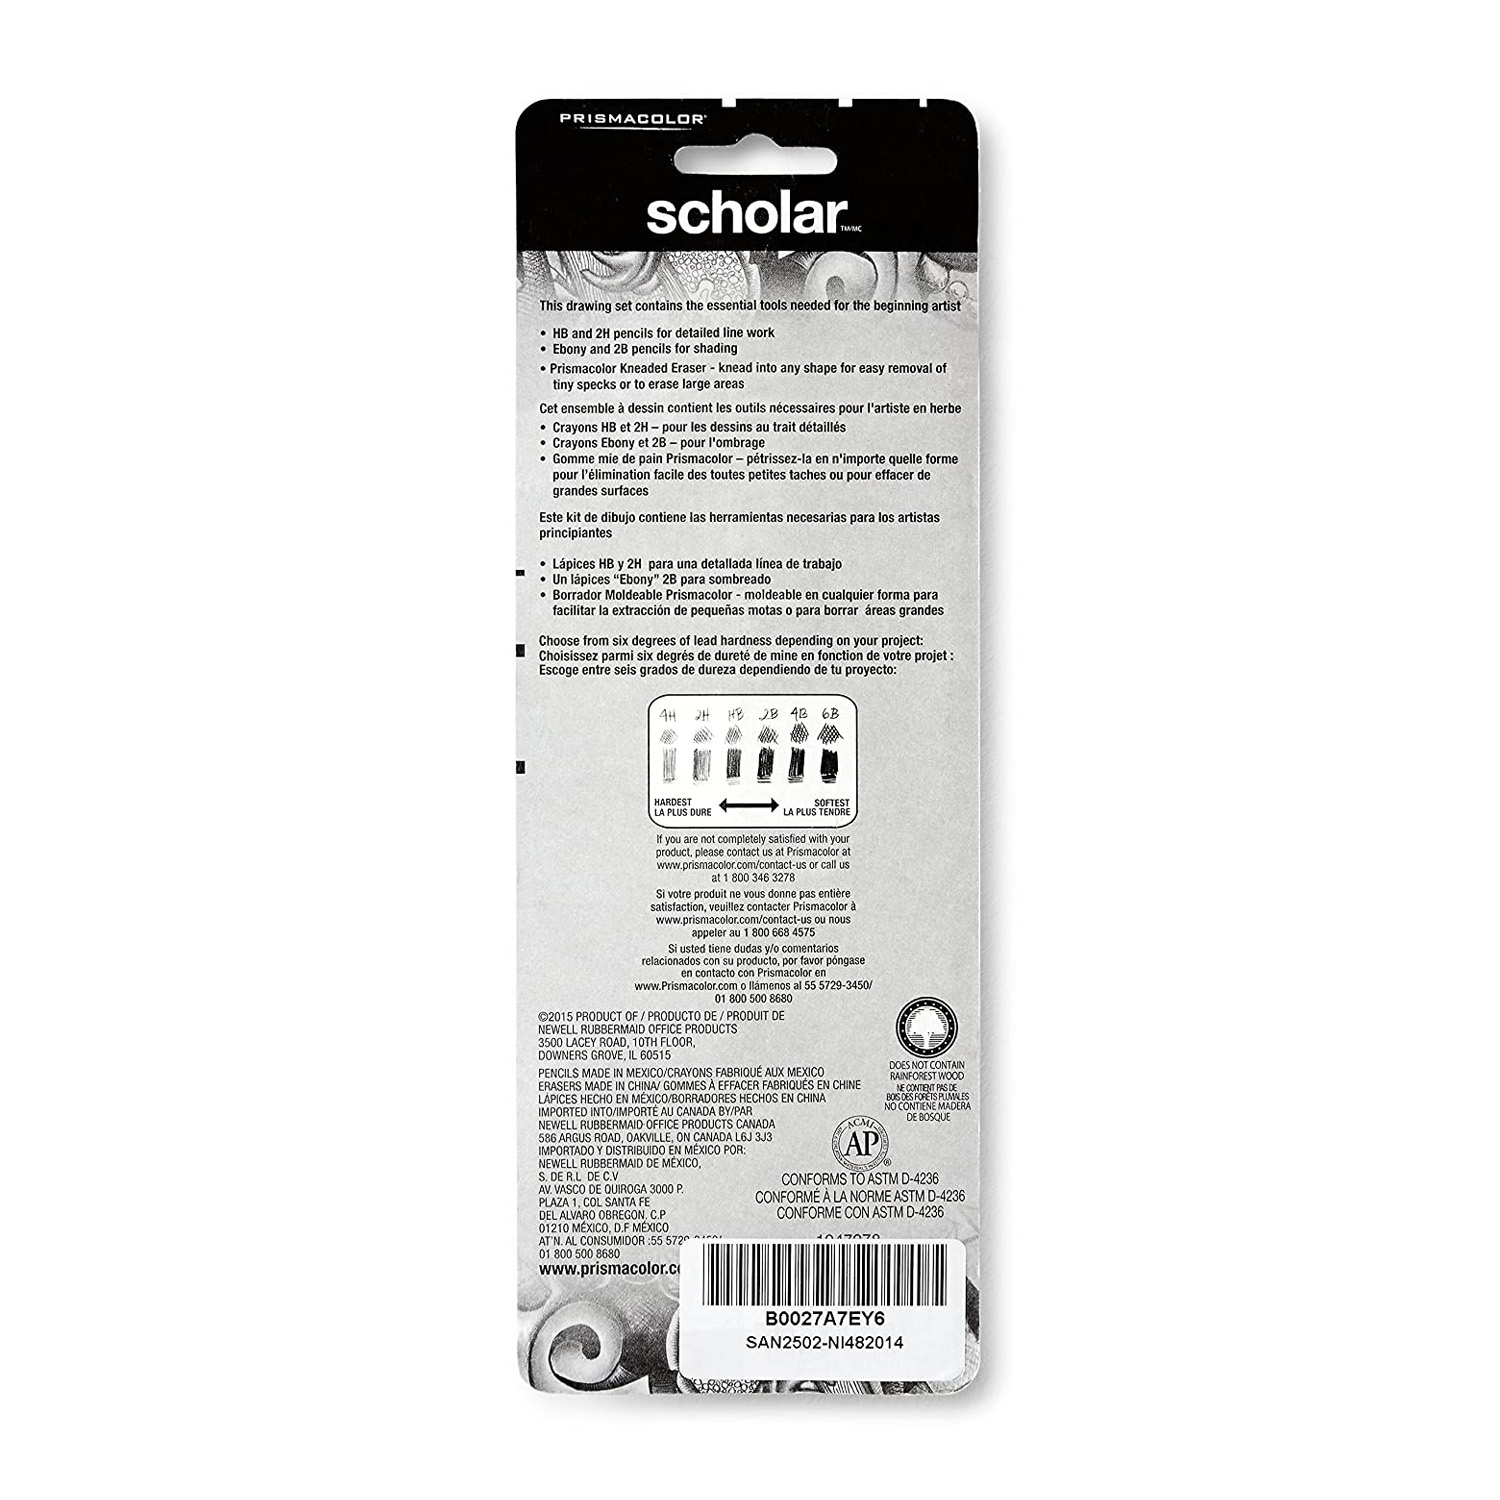 PRISMACOLOR®
scholar™/MC
This drawing set contains the essential tools needed for the beginning artist
• HB and 2H pencils for detailed line work
• Ebony and 2B pencils for shading
• Prismacolor Kneaded Eraser - knead into any shape for easy removal of
tiny specks or to erase large areas
Cet ensemble à dessin contient les outils nécessaires pour l'artiste en herbe
• Crayons HB et 2H – pour les dessins au trait détaillés
• Crayons Ebony et 2B – pour l'ombrage
• Gomme mie de pain Prismacolor – pétrissez-la en n'importe quelle forme
pour l'élimination facile des toutes petites taches ou pour effacer de
grandes surfaces
Este kit de dibujo contiene las herramientas necesarias para los artistas
principiantes
• Lápices HB y 2H para una detallada línea de trabajo
• Un lápices “Ebony” 2B para sombreado
• Borrador Moldeable Prismacolor - moldeable en cualquier forma para
facilitar la extracción de pequeñas motas o para borrar áreas grandes
Choose from six degrees of lead hardness depending on your project:
Choisissez parmi six degrés de dureté de mine en fonction de votre projet :
Escoge entre seis grados de dureza dependiendo de tu proyecto:
4H 2H HB 2B 4B 6B
HARDEST SOFTEST
LA PLUS DURE LA PLUS TENDRE
If you are not completely satisfied with your
product, please contact us at Prismacolor at
www.prismacolor.com/contact-us or call us
at 1 800 346 3278
Si votre produit ne vous donne pas entière
satisfaction, veuillez contacter Prismacolor à
www.prismacolor.com/contact-us ou nous
appeler au 1 800 668 4575
Si usted tiene dudas y/o comentarios
relacionados con su producto, por favor póngase
en contacto con Prismacolor en
www.Prismacolor.com o llámenos al 55 5729-3450/
01 800 500 8680
©2015 PRODUCT OF / PRODUCTO DE / PRODUIT DE
NEWELL RUBBERMAID OFFICE PRODUCTS
3500 LACEY ROAD, 10TH FLOOR,
DOWNERS GROVE, IL 60515
PENCILS MADE IN MEXICO/CRAYONS FABRIQUÉ AUX MEXICO
ERASERS MADE IN CHINA/ GOMMES À EFFACER FABRIQUÉS EN CHINE
LÁPICES HECHO EN MÉXICO/BORRADORES HECHOS EN CHINA
IMPORTED INTO/IMPORTÉ AU CANADA BY/PAR
NEWELL RUBBERMAID OFFICE PRODUCTS CANADA
586 ARGUS ROAD, OAKVILLE, ON CANADA L6J 3J3
IMPORTADO Y DISTRIBUIDO EN MÉXICO POR:
NEWELL RUBBERMAID DE MÉXICO,
S. DE R.L DE C.V
AV. VASCO DE QUIROGA 3000 P.
PLAZA 1, COL SANTA FE
DEL ALVARO OBREGON. C.P
01210 MÉXICO, D.F MÉXICO
AT'N. AL CONSUMIDOR :55 572
01 800 500 8680
www.prismacolor.co
DOES NOT CONTAIN
RAINFOREST WOOD
NE CONTIENT PAS DE
BOIS DES FORÊTS PLUVIALES
NO CONTIENE MADERA
DE BOSQUE
ACMI
AP
®
CONFORMS TO ASTM D-4236
CONFORMÉ À LA NORME ASTM D-4236
CONFORME CON ASTM D-4236
B0027A7EY6
SAN2502-NI482014